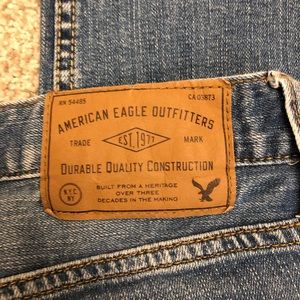 RN 54485 CA 03673
AMERICAN EAGLE OUTFITTERS
TRADE EST. 1977 MARK
DURABLE QUALITY CONSTRUCTION
N.Y.C.
NY
BUILT FROM A HERITAGE
OVER THREE
DECADES IN THE MAKING